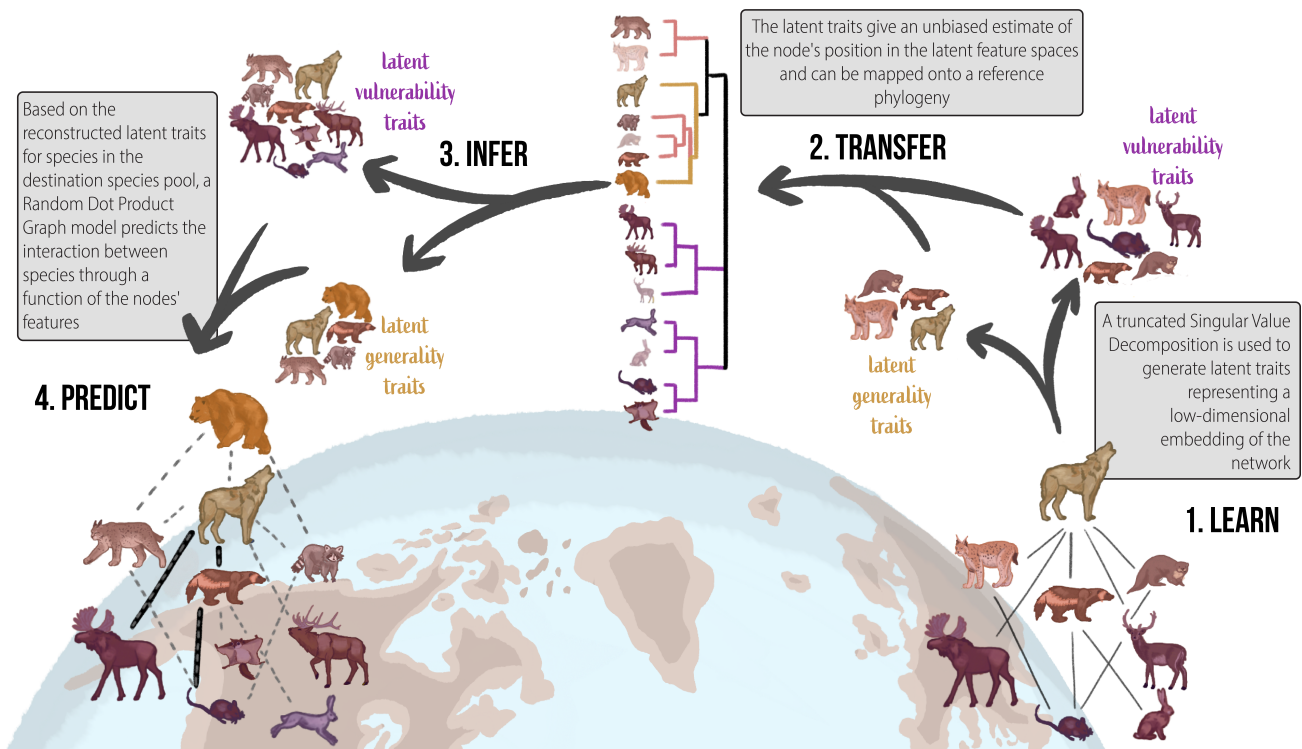 The latent traits give an unbiased estimate of
the node's position in the latent feature spaces
and can be mapped onto a reference
phylogeny
latent
vulnerability
traits
3. INFER
2. TRANSFER
latent
vulnerability
traits
Based on the
reconstructed latent traits
for species in the
destination species pool, a
Random Dot Product
Graph model predicts the
interaction between
species through a
function of the nodes'
features
latent
generality
traits
latent
generality
traits
A truncated Singular Value
Decomposition is used to
generate latent traits
representing a
low-dimensional
embedding of the
network
4. PREDICT
1. LEARN